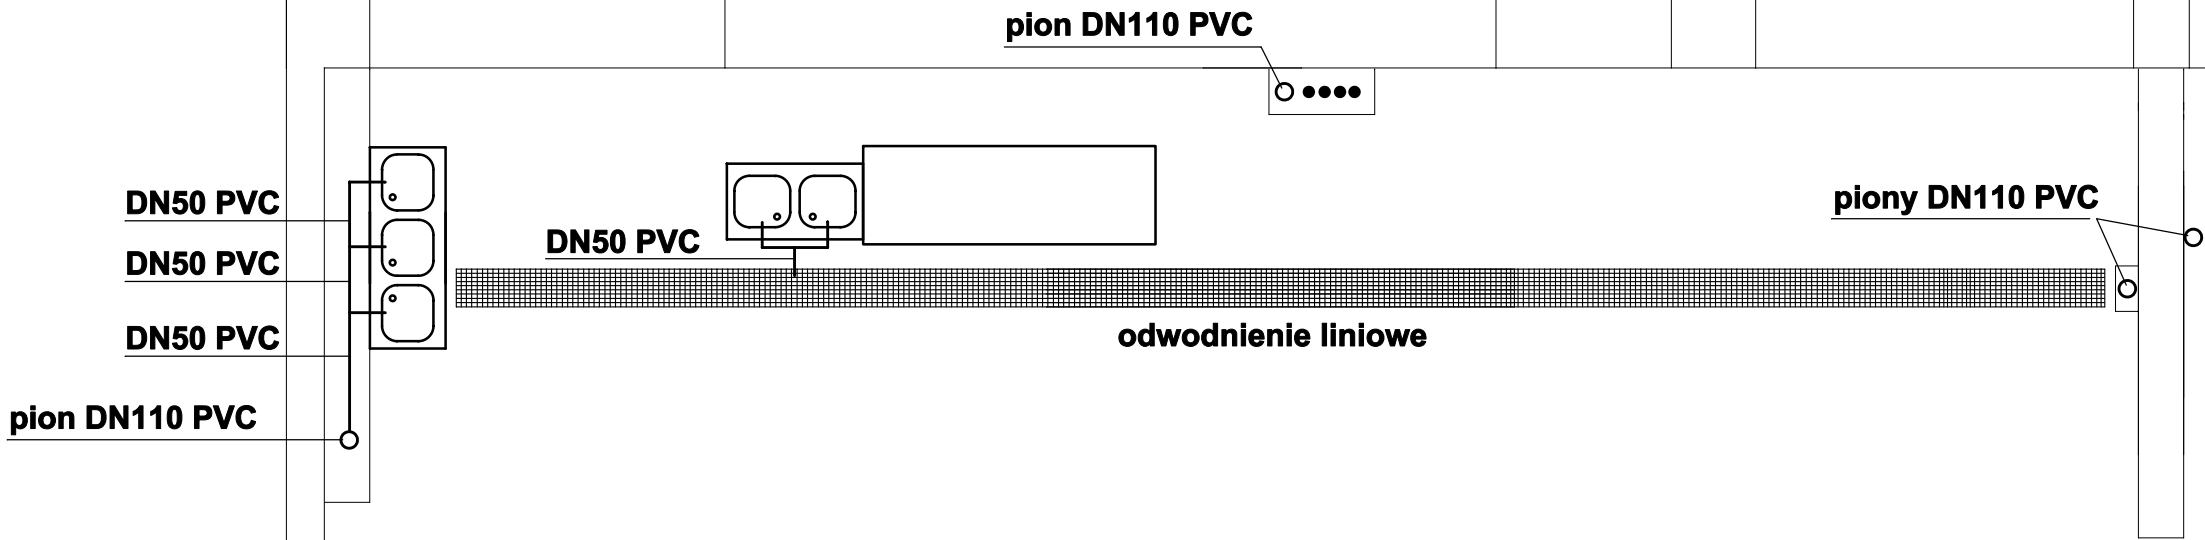 pion DN110 PVC
DN50 PVC
piony DN110 PVC
DN50 PVC
DN50 PVC
odwodnienie liniowe
DN50 PVC
pion DN110 PVC